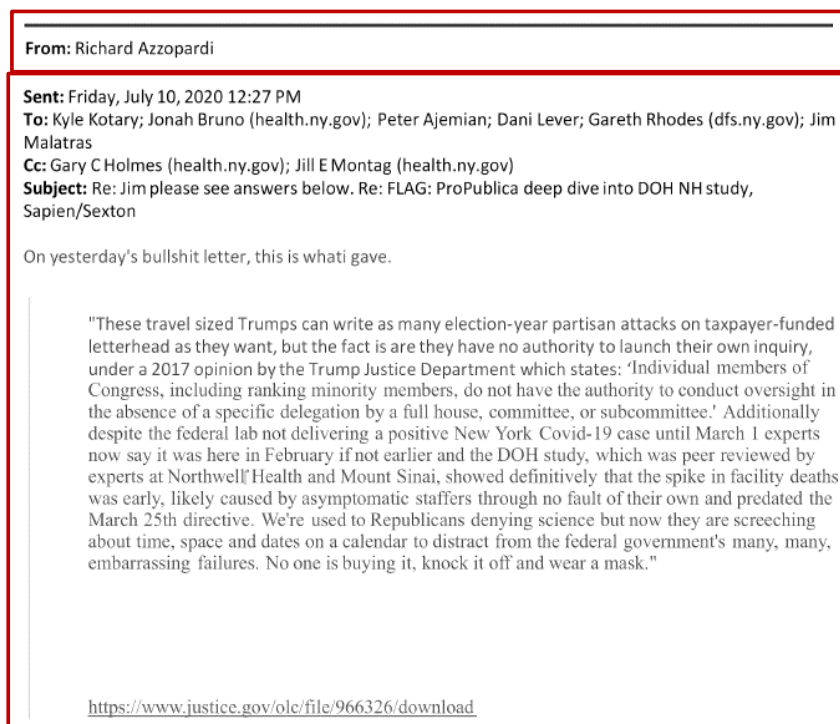 From: Richard Azzopardi
Sent: Friday, July 10, 2020 12:27 PM
To: Kyle Kotary; Jonah Bruno (health.ny.gov); Peter Ajemian; Dani Lever; Gareth Rhodes (dfs.ny.gov); Jim
Malatras
Cc: Gary C Holmes (health.ny.gov); Jill E Montag (health.ny.gov)
Subject: Re: Jim please see answers below. Re: FLAG: ProPublica deep dive into DOH NH study,
Sapien/Sexton
On yesterday's bullshit letter, this is whati gave.
"These travel sized Trumps can write as many election-year partisan attacks on taxpayer-funded
letterhead as they want, but the fact is are they have no authority to launch their own inquiry,
under a 2017 opinion by the Trump Justice Department which states: 'Individual members of
Congress, including ranking minority members, do not have the authority to conduct oversight in
the absence of a specific delegation by a full house, committee, or subcommittee.' Additionally
despite the federal lab not delivering a positive New York Covid-19 case until March 1 experts
now say it was here in February if not earlier and the DOH study, which was peer reviewed by
experts at Northwell Health and Mount Sinai, showed definitively that the spike in facility deaths
was early, likely caused by asymptomatic staffers through no fault of their own and predated the
March 25th directive. We're used to Republicans denying science but now they are screeching
about time, space and dates on a calendar to distract from the federal government's many, many,
embarrassing failures. No one is buying it, knock it off and wear a mask."
https://www.justice.gov/olc/file/966326/download